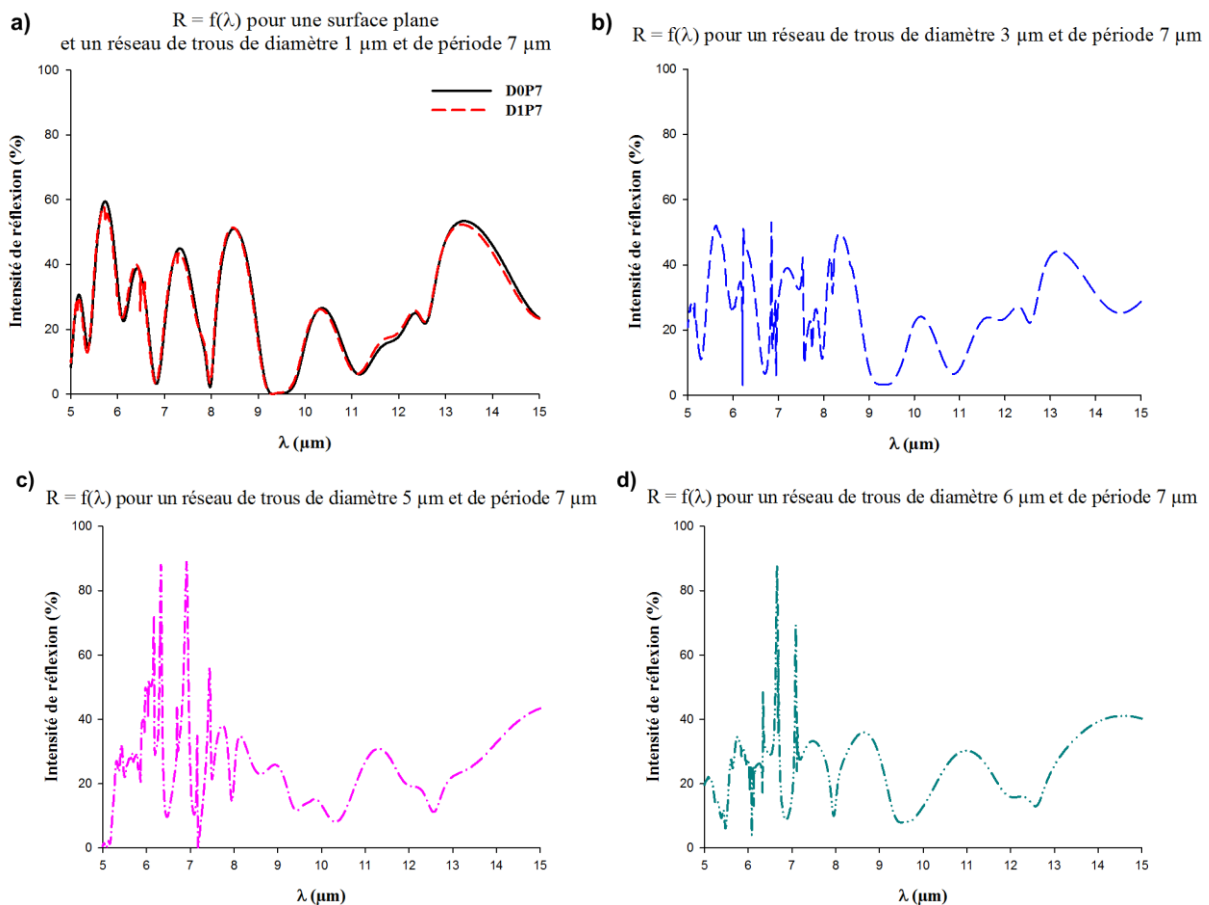 a)
R = f(λ) pour une surface plane
et un réseau de trous de diamètre 1 µm et de période 7 µm
100
80
60
40
20
0
Intensité de réflexion (%)
D0P7
D1P7
5 6 7 8 9 10 11 12 13 14 15
λ (µm)
b)
R = f(λ) pour un réseau de trous de diamètre 3 µm et de période 7 µm
100
80
60
40
20
0
Intensité de réflexion (%)
5 6 7 8 9 10 11 12 13 14 15
λ (µm)
c)
R = f(λ) pour un réseau de trous de diamètre 5 µm et de période 7 µm
100
80
60
40
20
0
Intensité de réflexion (%)
5 6 7 8 9 10 11 12 13 14 15
λ (µm)
d)
R = f(λ) pour un réseau de trous de diamètre 6 µm et de période 7 µm
100
80
60
40
20
0
Intensité de réflexion (%)
5 6 7 8 9 10 11 12 13 14 15
λ (µm)